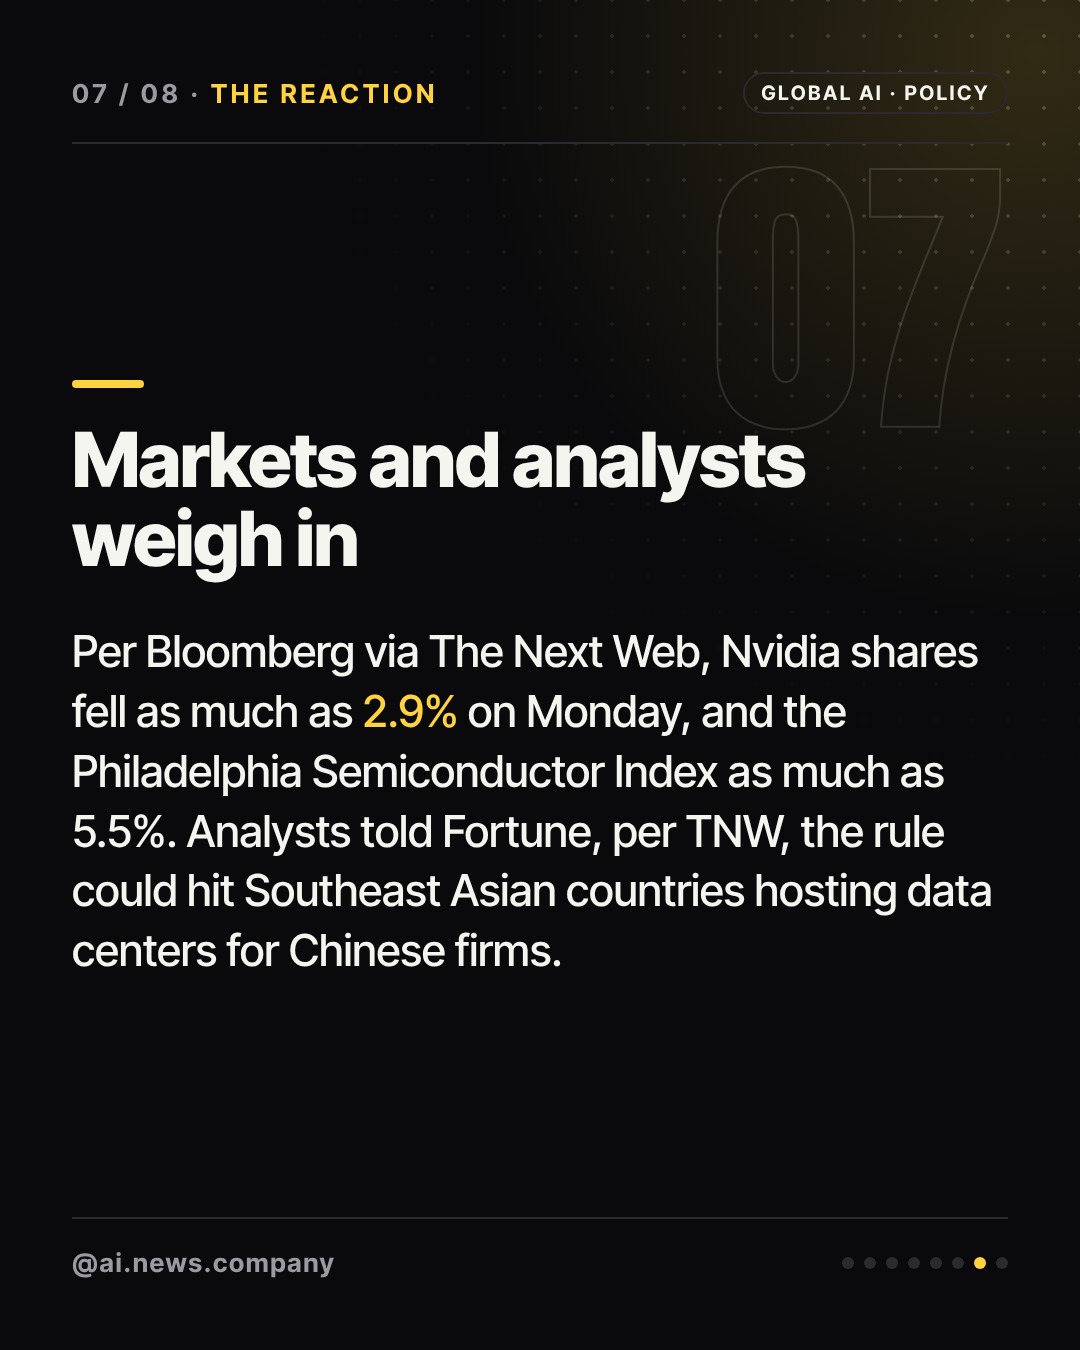 07 / 08 · THE REACTION
GLOBAL AI · POLICY
07
Markets and analysts
weigh in
Per Bloomberg via The Next Web, Nvidia shares
fell as much as 2.9% on Monday, and the
Philadelphia Semiconductor Index as much as
5.5%. Analysts told Fortune, per TNW, the rule
could hit Southeast Asian countries hosting data
centers for Chinese firms.
@ai.news.company